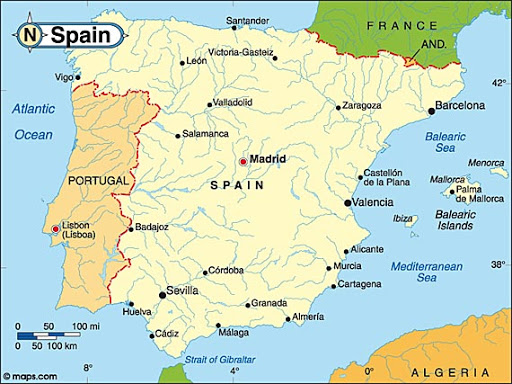 N Spain
Santander
FRANCE
AND.
León
Victoria-Gasteiz
Vigo
42°
Valladolid
Zaragoza
Barcelona
Atlantic
Ocean
Salamanca
Madrid
Balearic
Sea
Menorca
PORTUGAL
SPAIN
Castellón
de la Plana
Mallorca
Palma
de Mallorca
Valencia
Balearic
Islands
Ibiza
Lisbon
(Lisboa)
Badajoz
Alicante
Mediterranean
Sea
38°
Córdoba
Murcia
Cartagena
Sevilla
Huelva
Granada
Almería
Cádiz
Málaga
0 50 100 mi
0 50 100 km
Strait of Gibraltar
8°
4°
0°
ALGERIA
© maps.com